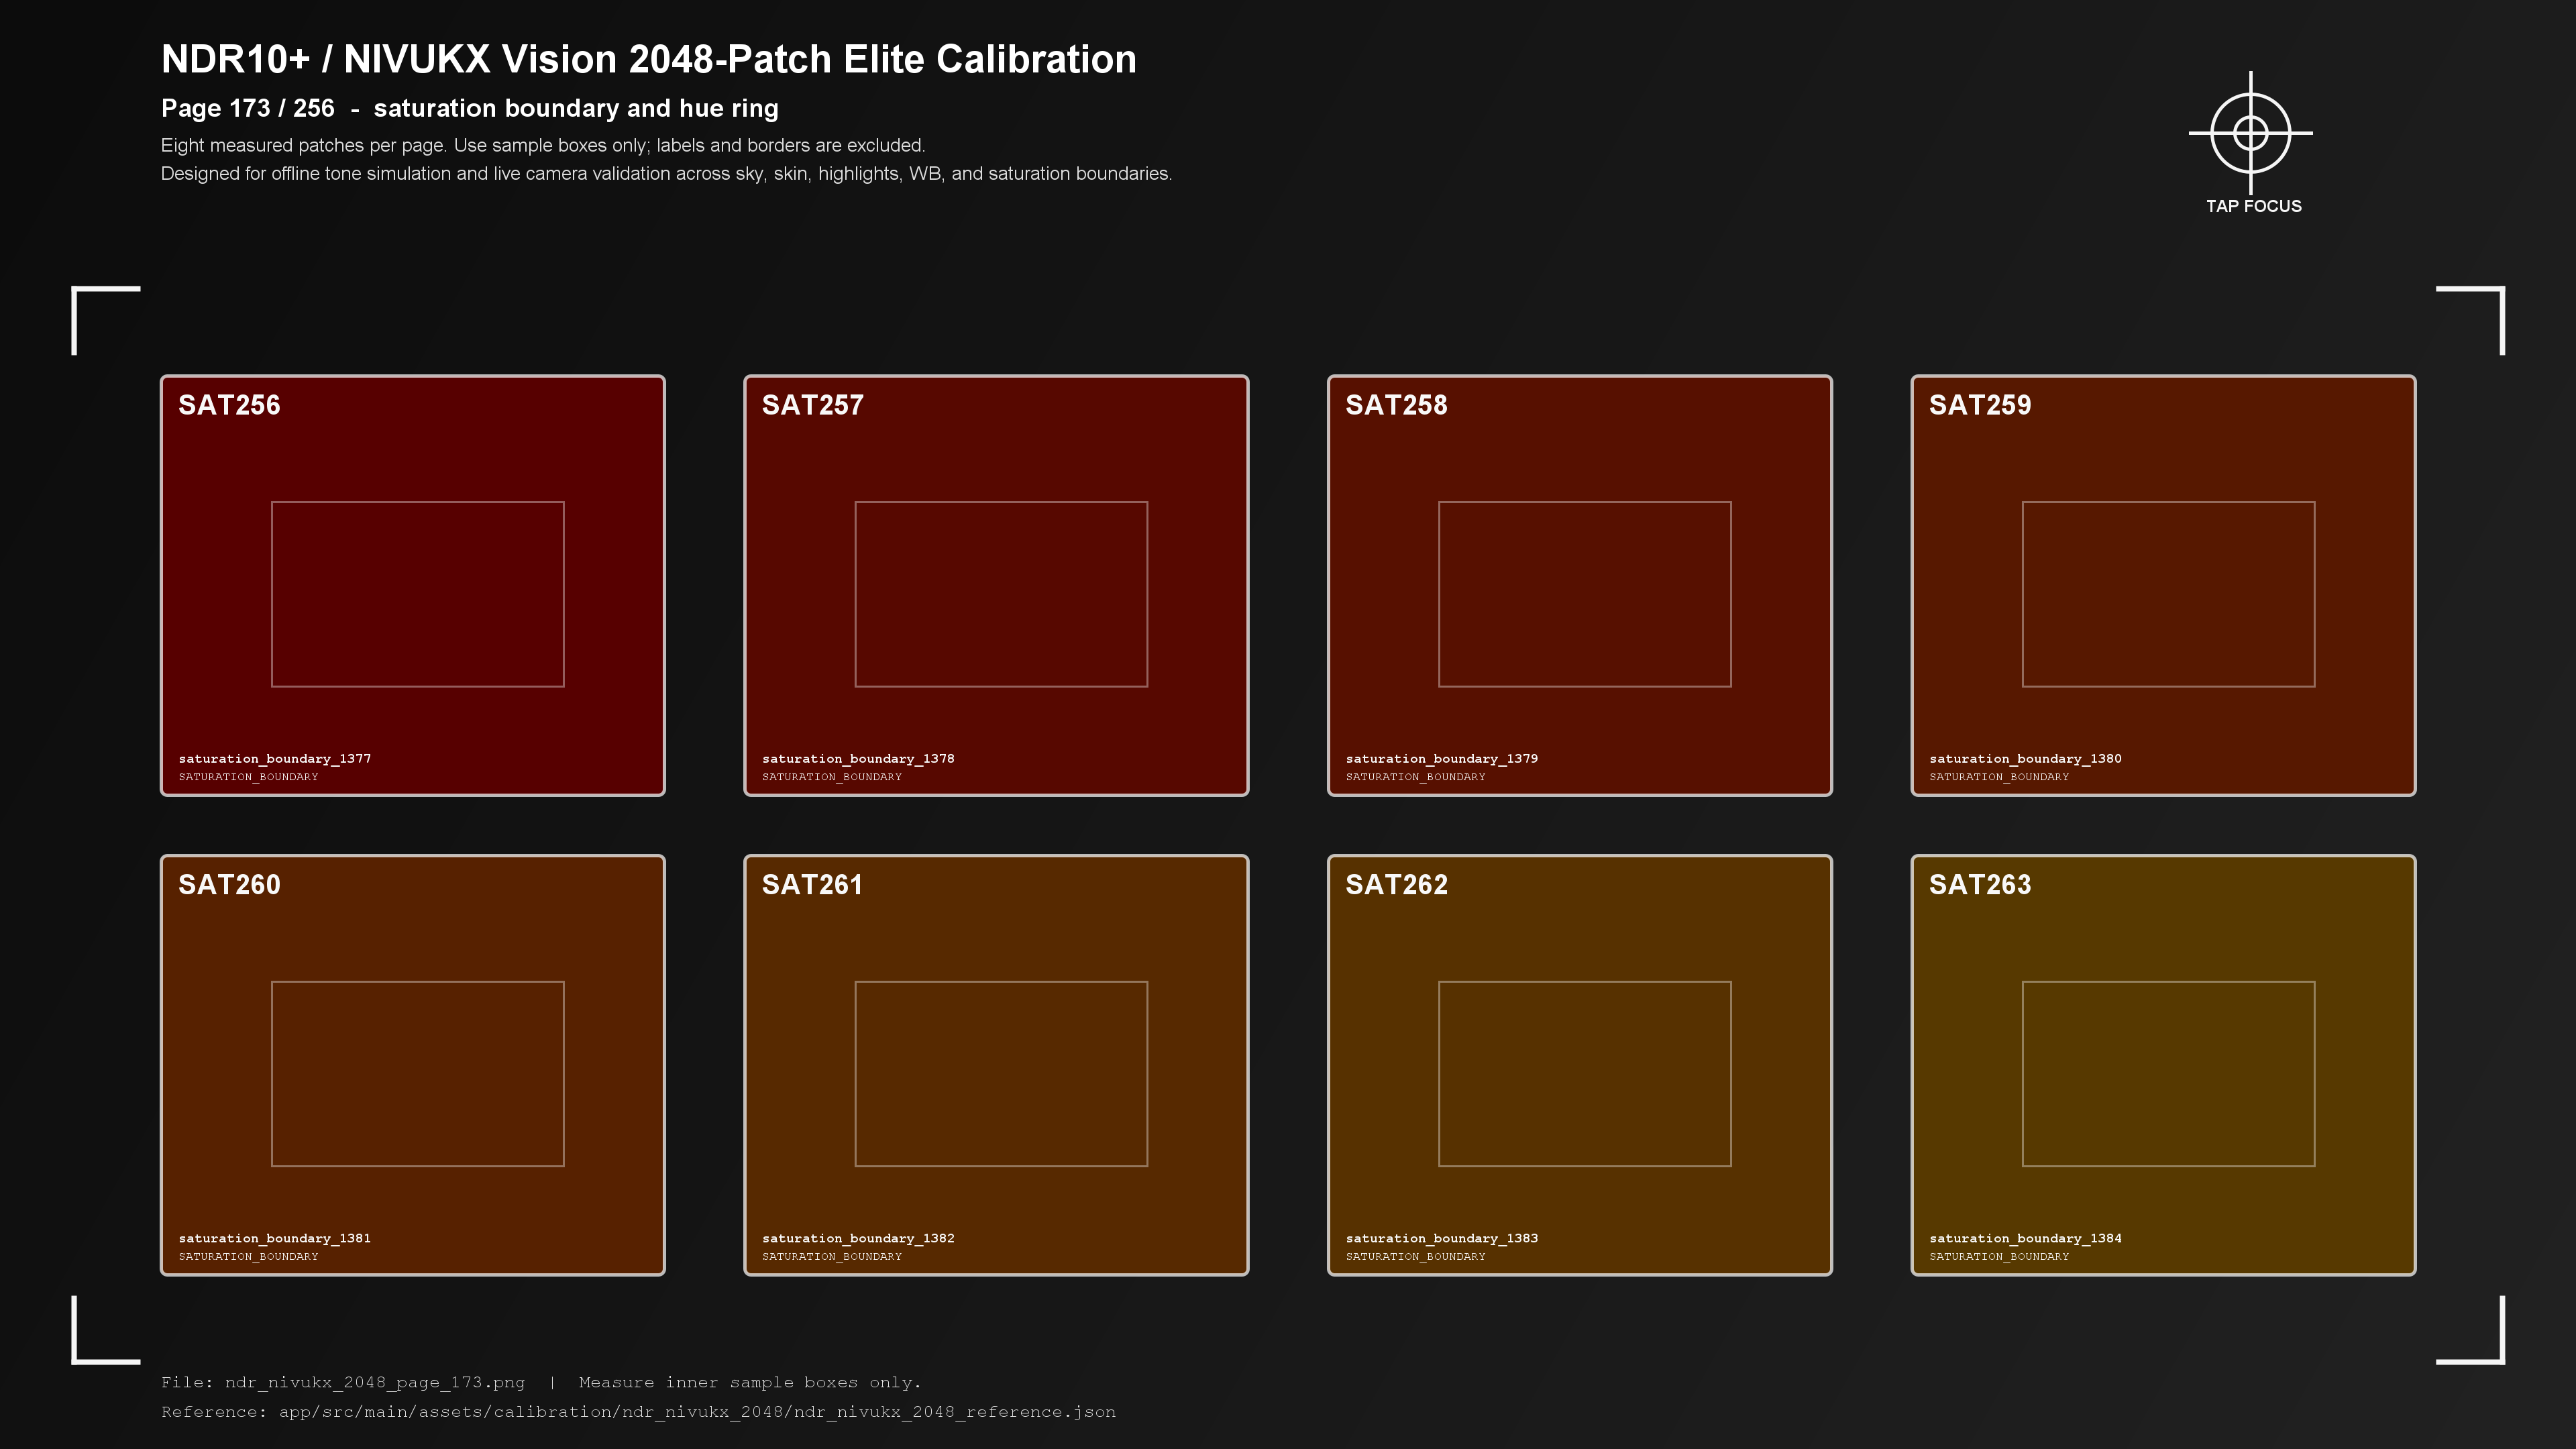 NDR10+ / NIVUKX Vision 2048-Patch Elite Calibration
Page 173 / 256 - saturation boundary and hue ring
Eight measured patches per page. Use sample boxes only; labels and borders are excluded.
Designed for offline tone simulation and live camera validation across sky, skin, highlights, WB, and saturation boundaries.
TAP FOCUS
SAT256
saturation_boundary_1377
SATURATION_BOUNDARY
SAT257
saturation_boundary_1378
SATURATION_BOUNDARY
SAT258
saturation_boundary_1379
SATURATION_BOUNDARY
SAT259
saturation_boundary_1380
SATURATION_BOUNDARY
SAT260
saturation_boundary_1381
SATURATION_BOUNDARY
SAT261
saturation_boundary_1382
SATURATION_BOUNDARY
SAT262
saturation_boundary_1383
SATURATION_BOUNDARY
SAT263
saturation_boundary_1384
SATURATION_BOUNDARY
File: ndr_nivukx_2048_page_173.png | Measure inner sample boxes only.
Reference: app/src/main/assets/calibration/ndr_nivukx_2048/ndr_nivukx_2048_reference.json